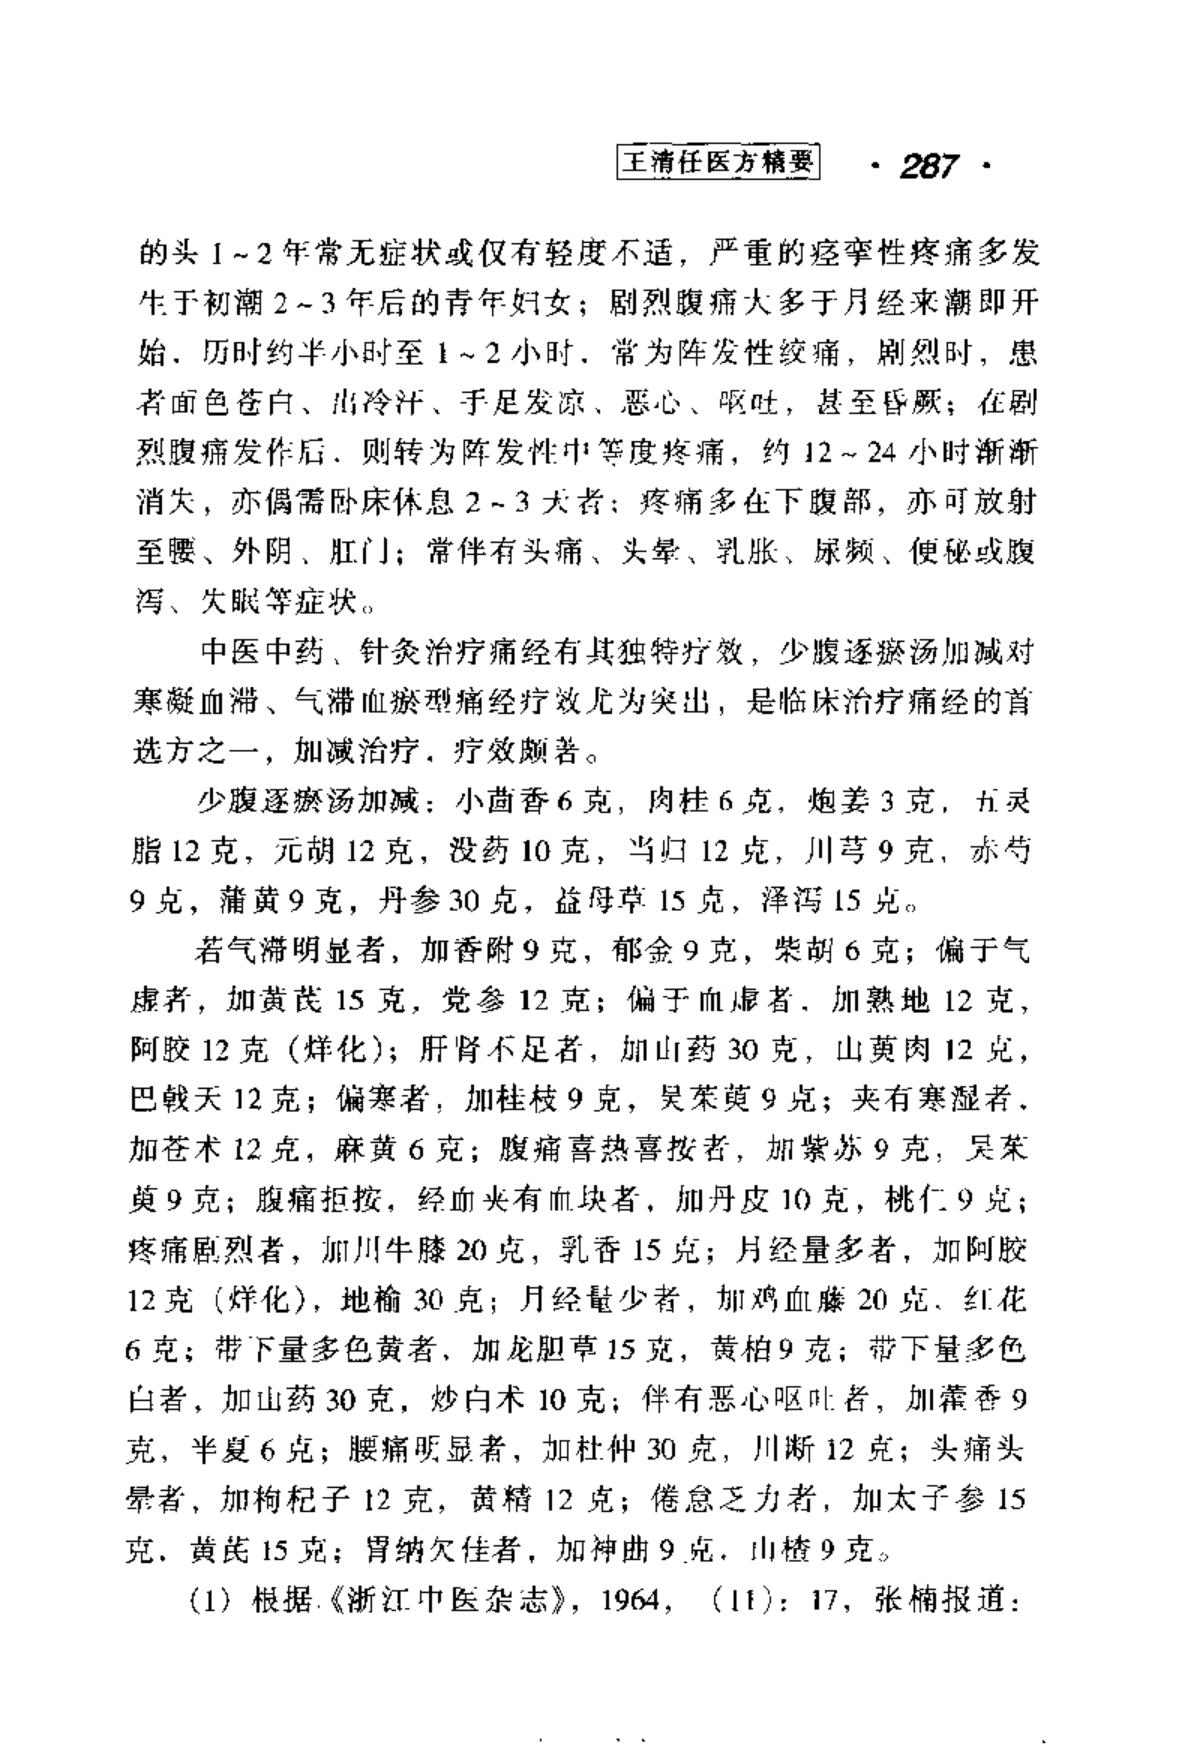 王清任医方精要 · 287 ·
的头 1～2 年常无症状或仅有轻度不适，严重的痉挛性疼痛多发
生于初潮 2～3 年后的青年妇女；剧烈腹痛大多于月经来潮即开
始．历时约半小时至 1～2 小时．常为阵发性绞痛，剧烈时，患
者面色苍白、出冷汗、手足发凉、恶心、呕吐，甚至昏厥；在剧
烈腹痛发作后．则转为阵发性中等度疼痛，约 12～24 小时渐渐
消失，亦偶需卧床休息 2～3 天者；疼痛多在下腹部，亦可放射
至腰、外阴、肛门；常伴有头痛、头晕、乳胀、尿频、便秘或腹
泻、失眠等症状。
中医中药、针灸治疗痛经有其独特疗效，少腹逐瘀汤加减对
寒凝血滞、气滞血瘀型痛经疗效尤为突出，是临床治疗痛经的首
选方之一，加减治疗．疗效颇著。
少腹逐瘀汤加减：小茴香 6 克，肉桂 6 克，炮姜 3 克，五灵
脂 12 克，元胡 12 克，没药 10 克，当归 12 克，川芎 9 克，赤芍
9 克，蒲黄 9 克，丹参 30 克，益母草 15 克，泽泻 15 克。
若气滞明显者，加香附 9 克，郁金 9 克，柴胡 6 克；偏于气
虚者，加黄芪 15 克，党参 12 克；偏于血虚者．加熟地 12 克，
阿胶 12 克（烊化）；肝肾不足者，加山药 30 克，山萸肉 12 克，
巴戟天 12 克；偏寒者，加桂枝 9 克，吴茱萸 9 克；夹有寒湿者．
加苍术 12 克，麻黄 6 克；腹痛喜热喜按者，加紫苏 9 克，吴茱
萸 9 克；腹痛拒按，经血夹有血块者，加丹皮 10 克，桃仁 9 克；
疼痛剧烈者，加川牛膝 20 克，乳香 15 克；月经量多者，加阿胶
12 克（烊化），地榆 30 克；月经量少者，加鸡血藤 20 克．红花
6 克；带下量多色黄者．加龙胆草 15 克，黄柏 9 克；带下量多色
白者，加山药 30 克，炒白术 10 克；伴有恶心呕吐者，加藿香 9
克，半夏 6 克；腰痛明显者，加杜仲 30 克，川断 12 克；头痛头
晕者，加枸杞子 12 克，黄精 12 克；倦怠乏力者，加太子参 15
克．黄芪 15 克；胃纳欠佳者，加神曲 9 克．山楂 9 克。
(1) 根据《浙江中医杂志》，1964，（11）：17，张楠报道：